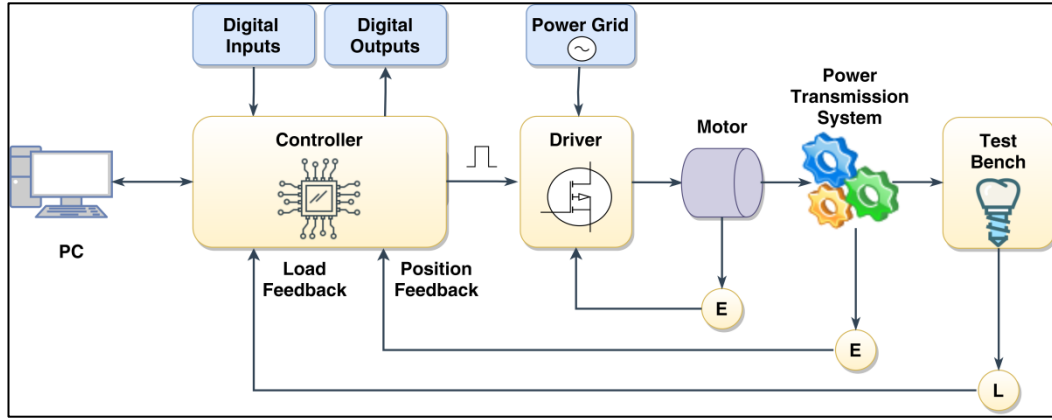 Digital
Inputs
Digital
Outputs
Power Grid
Power
Transmission
System
Controller
Driver
Motor
Test
Bench
PC
Load
Feedback
Position
Feedback
E
E
L